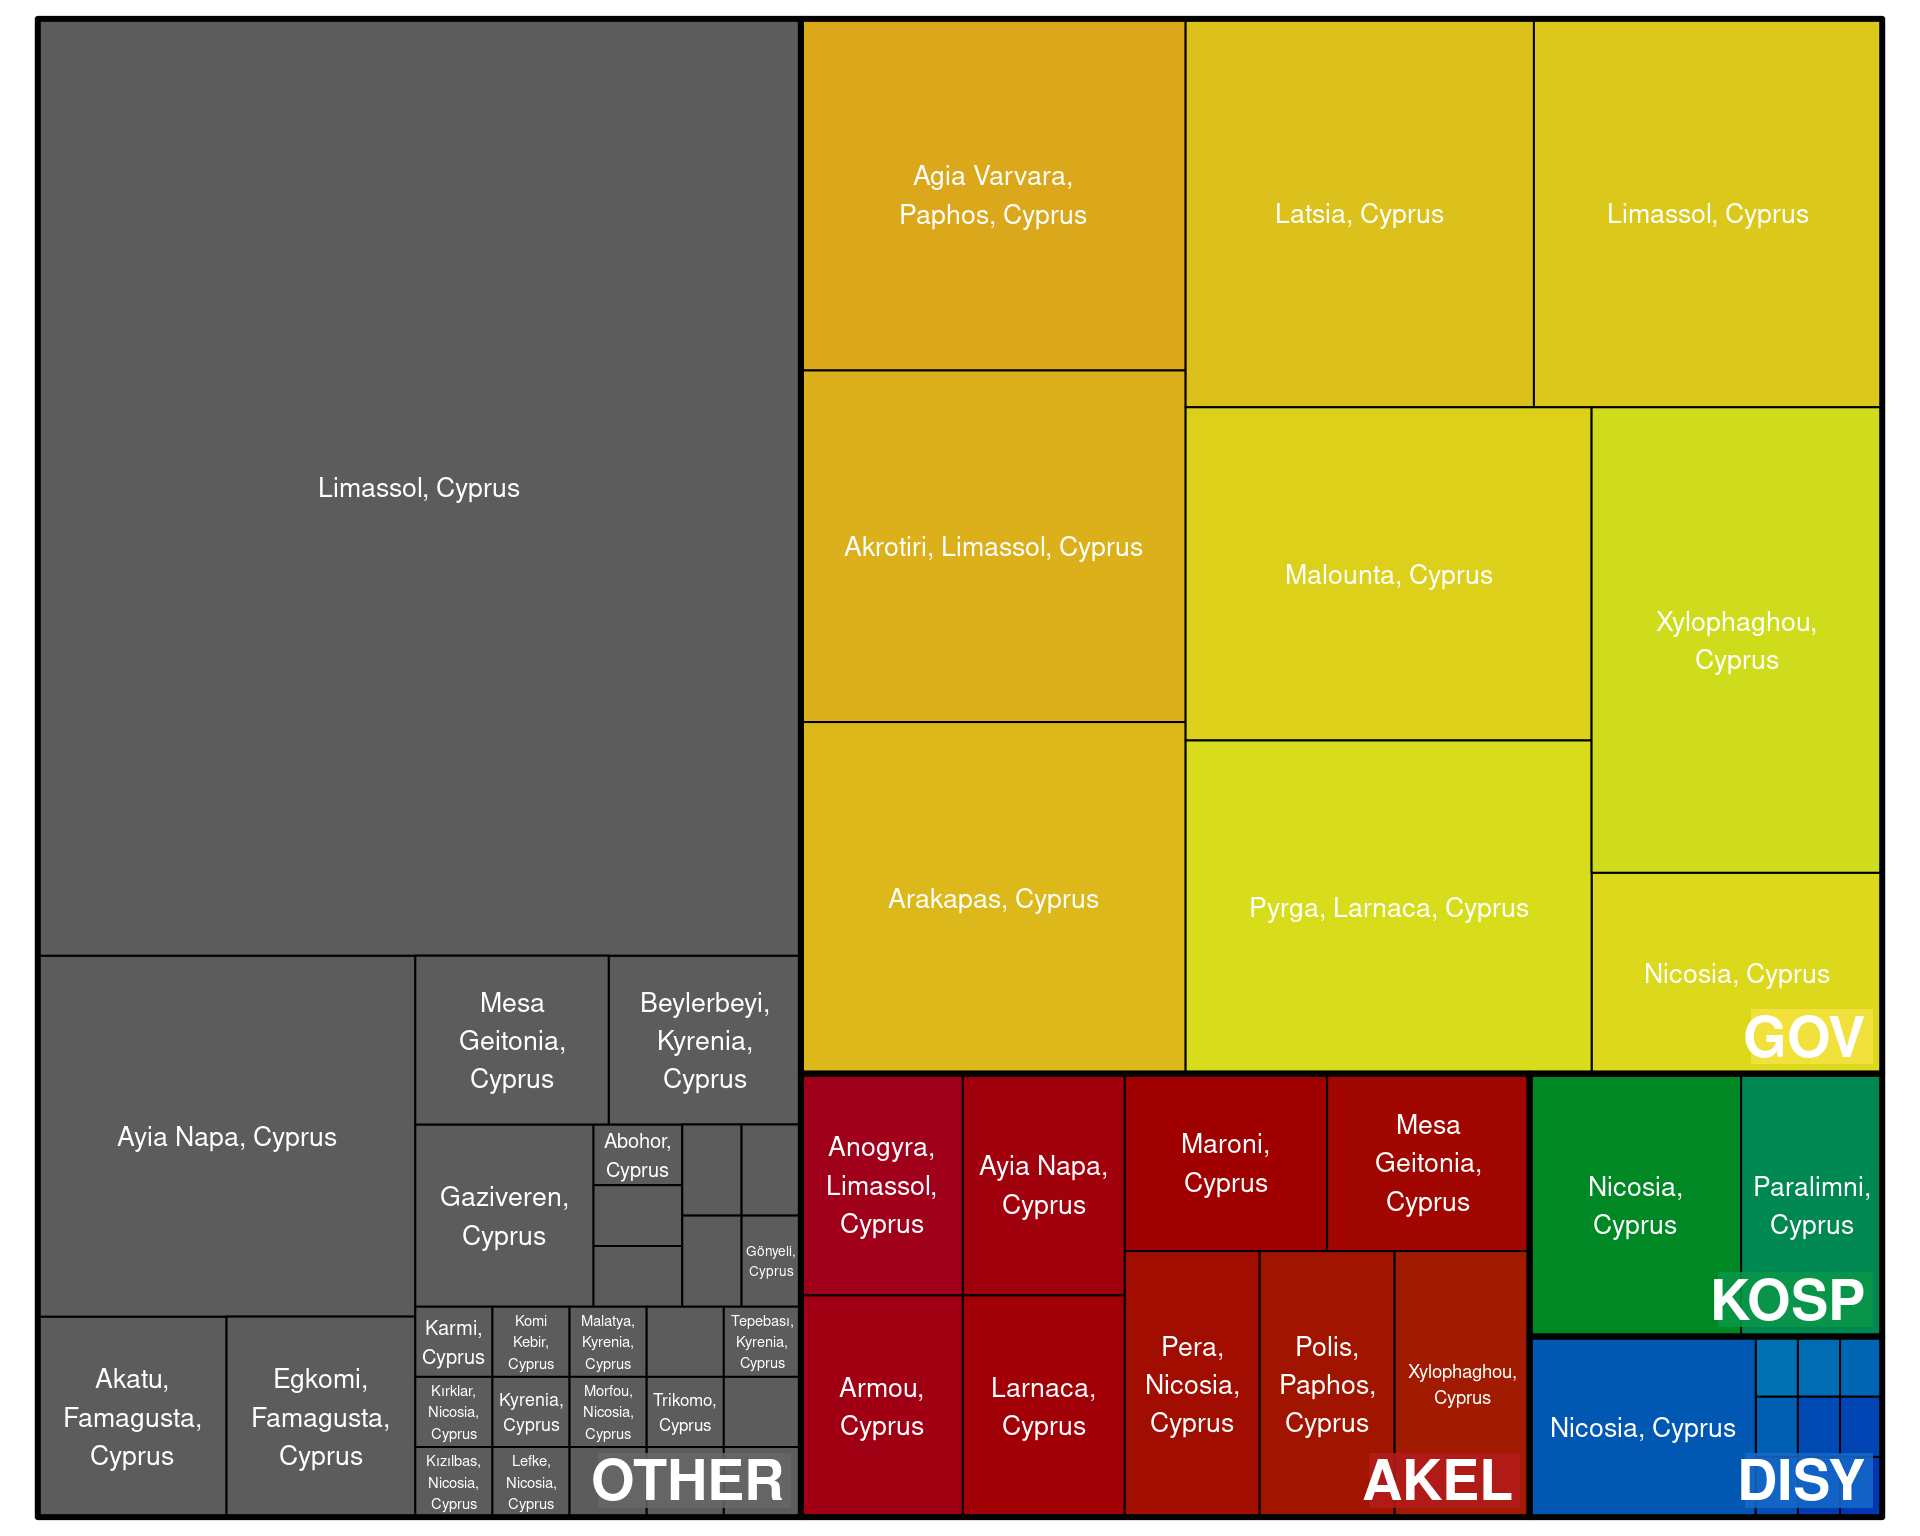 Limassol, Cyprus
Ayia Napa, Cyprus
Mesa
Geitonia,
Cyprus
Beylerbeyi,
Kyrenia,
Cyprus
Gaziveren,
Cyprus
Abohor,
Cyprus
Gönyeli,
Cyprus
Akatu,
Famagusta,
Cyprus
Egkomi,
Famagusta,
Cyprus
Karmi,
Cyprus
Komi
Kebir,
Cyprus
Malatya,
Kyrenia,
Cyprus
Tepebası,
Kyrenia,
Cyprus
Kırklar,
Nicosia,
Cyprus
Kyrenia,
Cyprus
Morfou,
Nicosia,
Cyprus
Trikomo,
Cyprus
Kızılbas,
Nicosia,
Cyprus
Lefke,
Nicosia,
Cyprus
OTHER
Agia Varvara,
Paphos, Cyprus
Latsia, Cyprus
Limassol, Cyprus
Akrotiri, Limassol, Cyprus
Malounta, Cyprus
Xylophaghou,
Cyprus
Arakapas, Cyprus
Pyrga, Larnaca, Cyprus
Nicosia, Cyprus
GOV
Anogyra,
Limassol,
Cyprus
Ayia Napa,
Cyprus
Maroni,
Cyprus
Mesa
Geitonia,
Cyprus
Armou,
Cyprus
Larnaca,
Cyprus
Pera,
Nicosia,
Cyprus
Polis,
Paphos,
Cyprus
Xylophaghou,
Cyprus
AKEL
Nicosia,
Cyprus
Paralimni,
Cyprus
KOSP
Nicosia, Cyprus
DISY